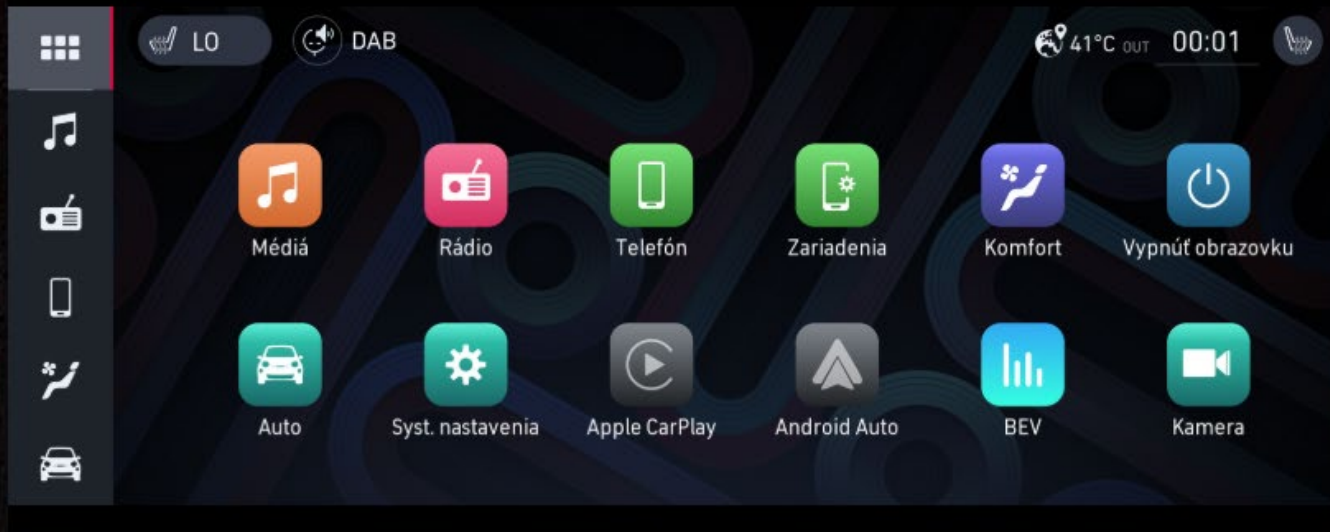 LO
DAB
41°C OUT
00:01
Médiá
Rádio
Telefón
Zariadenia
Komfort
Vypnúť obrazovku
Auto
Syst. nastavenia
Apple CarPlay
Android Auto
BEV
Kamera